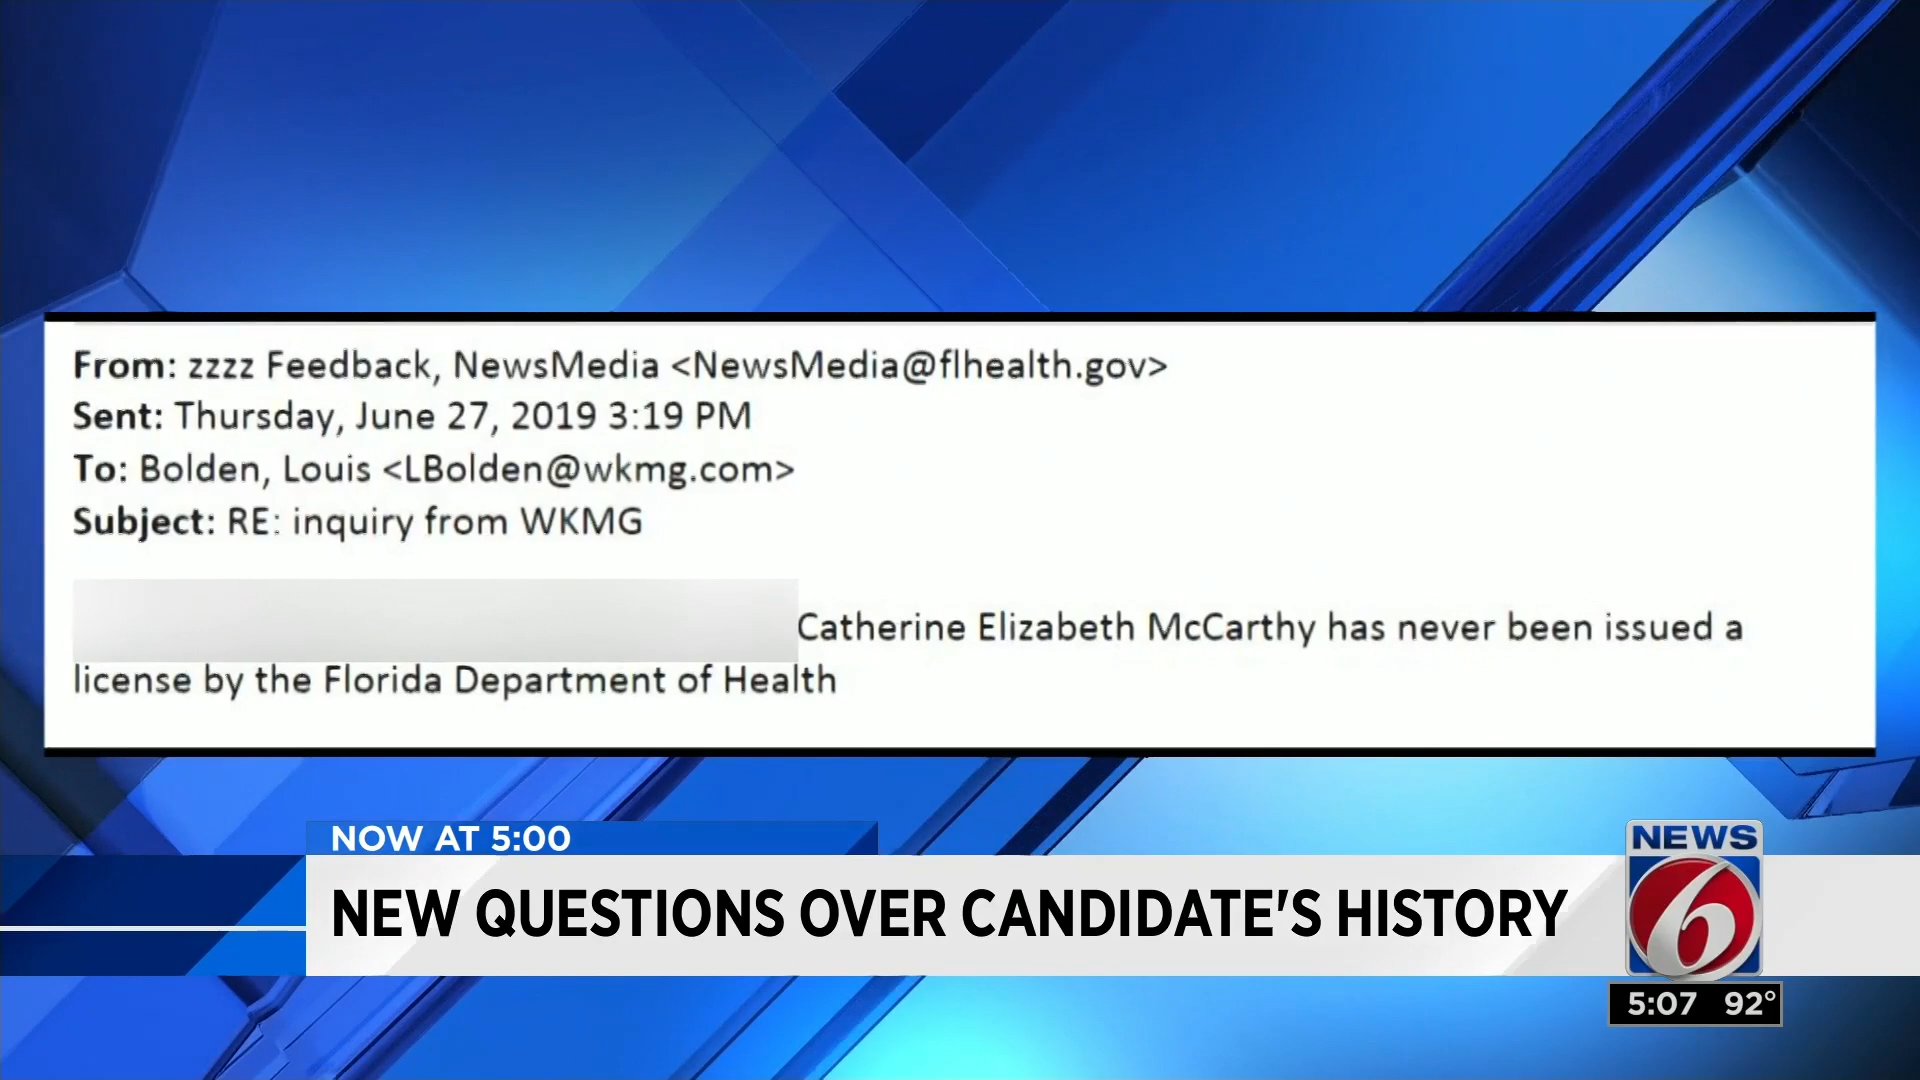 From: zzzz Feedback, NewsMedia <NewsMedia@flhealth.gov>
Sent: Thursday, June 27, 2019 3:19 PM
To: Bolden, Louis <LBolden@wkmg.com>
Subject: RE: inquiry from WKMG
Catherine Elizabeth McCarthy has never been issued a
license by the Florida Department of Health
NOW AT 5:00
NEW QUESTIONS OVER CANDIDATE'S HISTORY
NEWS
6
5:07 92°